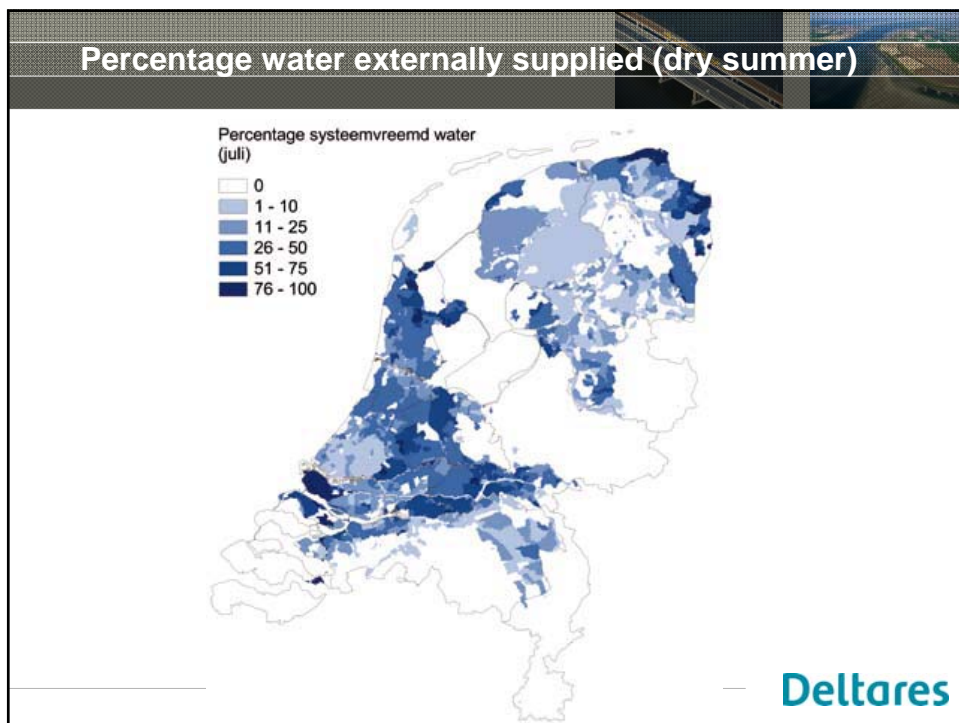 Percentage water externally supplied (dry summer)
Percentage systeemvreemd water
(juli)
0
1 - 10
11 - 25
26 - 50
51 - 75
76 - 100
Deltares